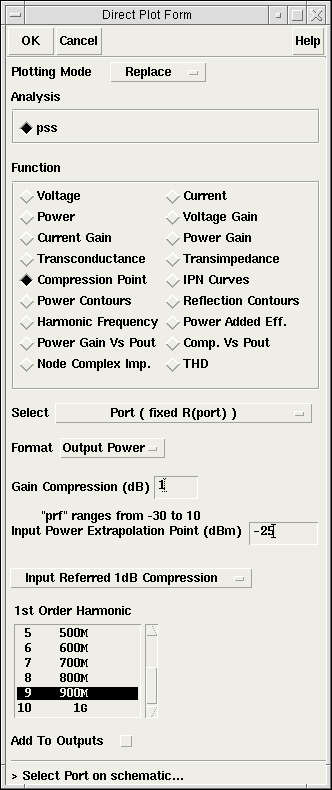 Direct Plot Form
OK Cancel Help
Plotting Mode Replace
Analysis
pss
Function
Voltage Current
Power Voltage Gain
Current Gain Power Gain
Transconductance Transimpedance
Compression Point IPN Curves
Power Contours Reflection Contours
Harmonic Frequency Power Added Eff.
Power Gain Vs Pout Comp. Vs Pout
Node Complex Imp. THD
Select Port ( fixed R(port) )
Format Output Power
Gain Compression (dB) 1
"prf" ranges from -30 to 10
Input Power Extrapolation Point (dBm) -25
Input Referred 1dB Compression
1st Order Harmonic
5 500M
6 600M
7 700M
8 800M
9 900M
10 1G
Add To Outputs
> Select Port on schematic...